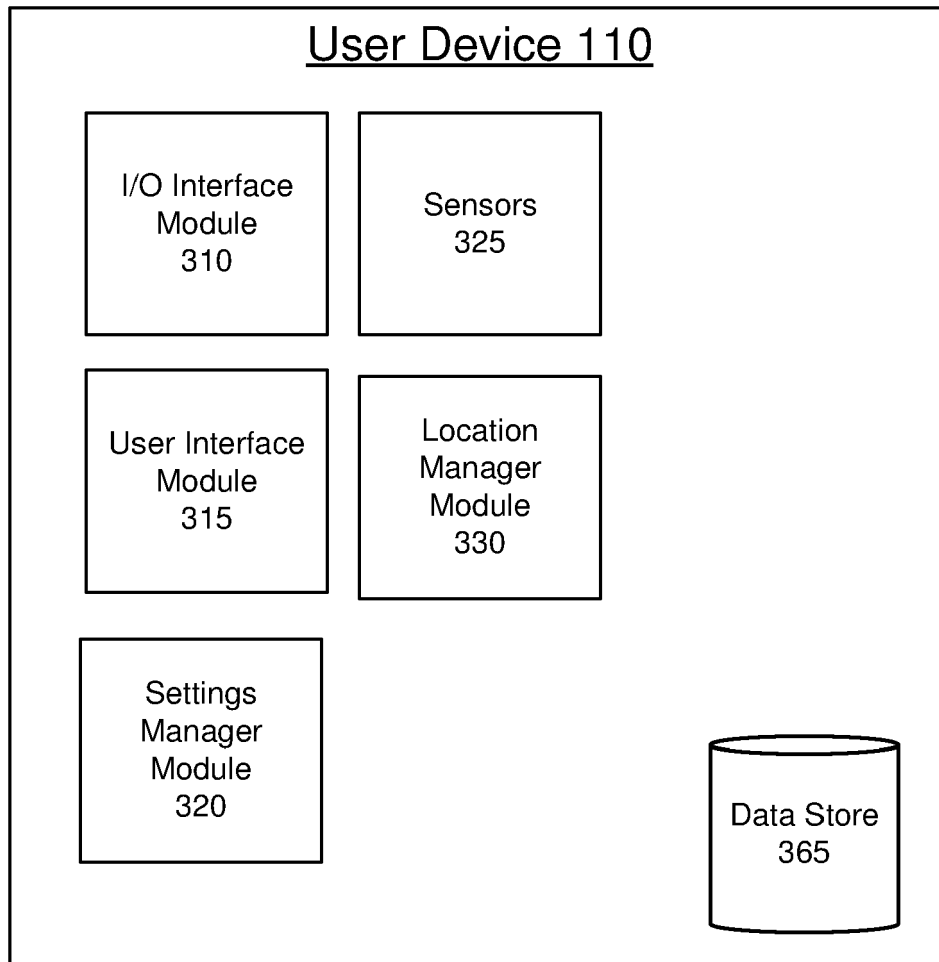 User Device 110
I/O Interface
Module
310
Sensors
325
User Interface
Module
315
Location
Manager
Module
330
Settings
Manager
Module
320
Data Store
365